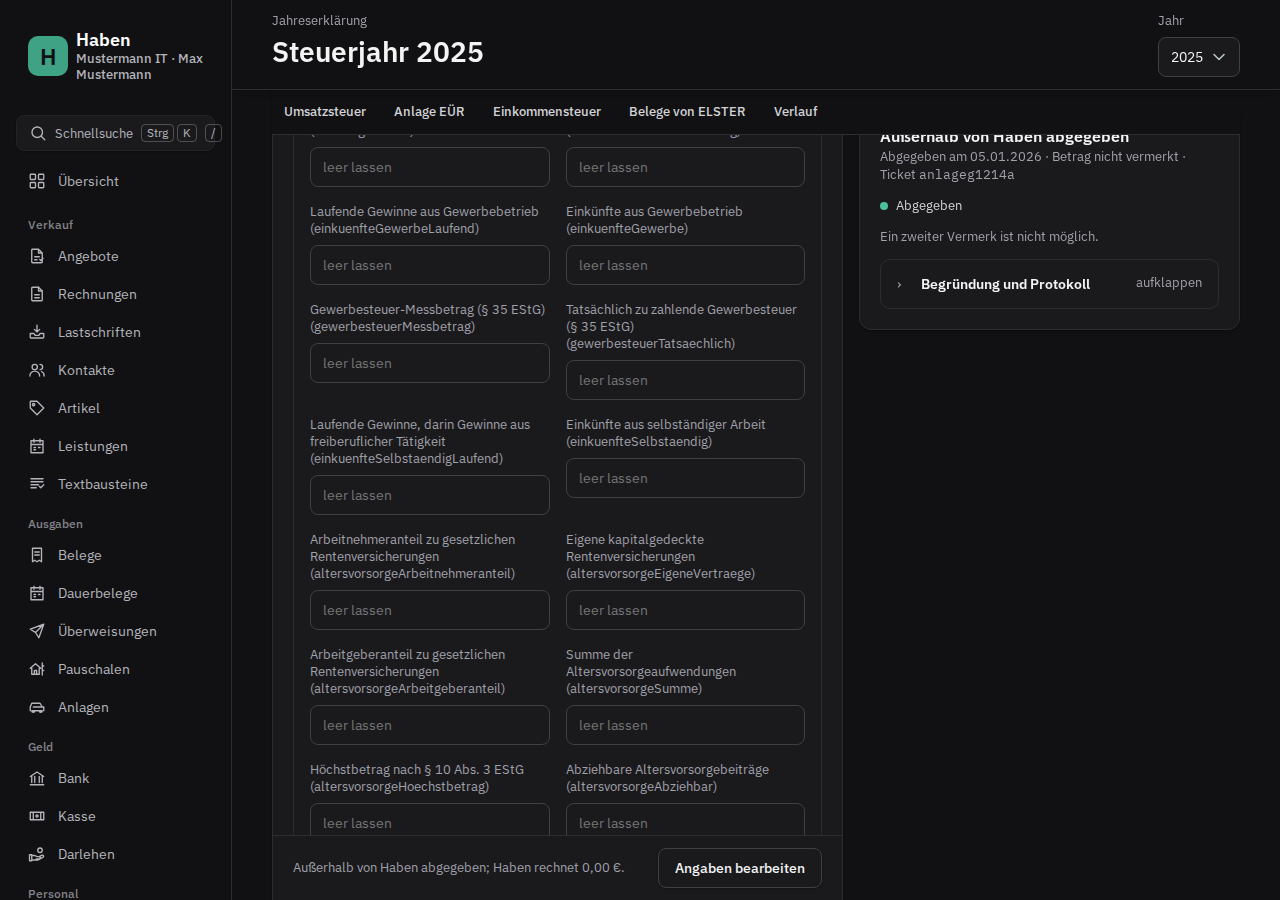 Haben
Mustermann IT · Max
Mustermann
Schnellsuche Strg K /
Übersicht
Verkauf
Angebote
Rechnungen
Lastschriften
Kontakte
Artikel
Leistungen
Textbausteine
Ausgaben
Belege
Dauerbelege
Überweisungen
Pauschalen
Anlagen
Geld
Bank
Kasse
Darlehen
Personal
Jahreserklärung
Steuerjahr 2025
Jahr
2025
Umsatzsteuer Anlage EÜR Einkommensteuer Belege von ELSTER Verlauf
leer lassen leer lassen
Laufende Gewinne aus Gewerbebetrieb
(einkuenfteGewerbeLaufend)
leer lassen
Einkünfte aus Gewerbebetrieb
(einkuenfteGewerbe)
leer lassen
Gewerbesteuer-Messbetrag (§ 35 EStG)
(gewerbesteuerMessbetrag)
leer lassen
Tatsächlich zu zahlende Gewerbesteuer
(§ 35 EStG)
(gewerbesteuerTatsaechlich)
leer lassen
Laufende Gewinne, darin Gewinne aus
freiberuflicher Tätigkeit
(einkuenfteSelbstaendigLaufend)
leer lassen
Einkünfte aus selbständiger Arbeit
(einkuenfteSelbstaendig)
leer lassen
Arbeitnehmeranteil zu gesetzlichen
Rentenversicherungen
(altersvorsorgeArbeitnehmeranteil)
leer lassen
Eigene kapitalgedeckte
Rentenversicherungen
(altersvorsorgeEigeneVertraege)
leer lassen
Arbeitgeberanteil zu gesetzlichen
Rentenversicherungen
(altersvorsorgeArbeitgeberanteil)
leer lassen
Summe der
Altersvorsorgeaufwendungen
(altersvorsorgeSumme)
leer lassen
Höchstbetrag nach § 10 Abs. 3 EStG
(altersvorsorgeHoechstbetrag)
leer lassen
Abziehbare Altersvorsorgebeiträge
(altersvorsorgeAbziehbar)
leer lassen
Außerhalb von Haben abgegeben; Haben rechnet 0,00 €.
Angaben bearbeiten
Außerhalb von Haben abgegeben
Abgegeben am 05.01.2026 · Betrag nicht vermerkt ·
Ticket anlageg1214a
Abgegeben
Ein zweiter Vermerk ist nicht möglich.
› Begründung und Protokoll aufklappen
H